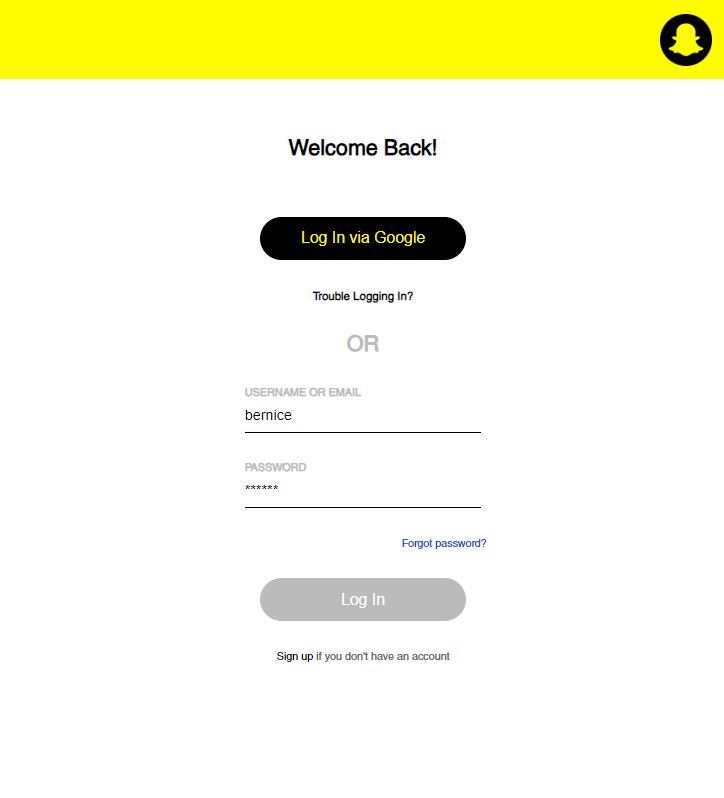 Welcome Back!
Log In via Google
Trouble Logging In?
OR
USERNAME OR EMAIL
bernice
PASSWORD
******
Forgot password?
Log In
Sign up if you don't have an account